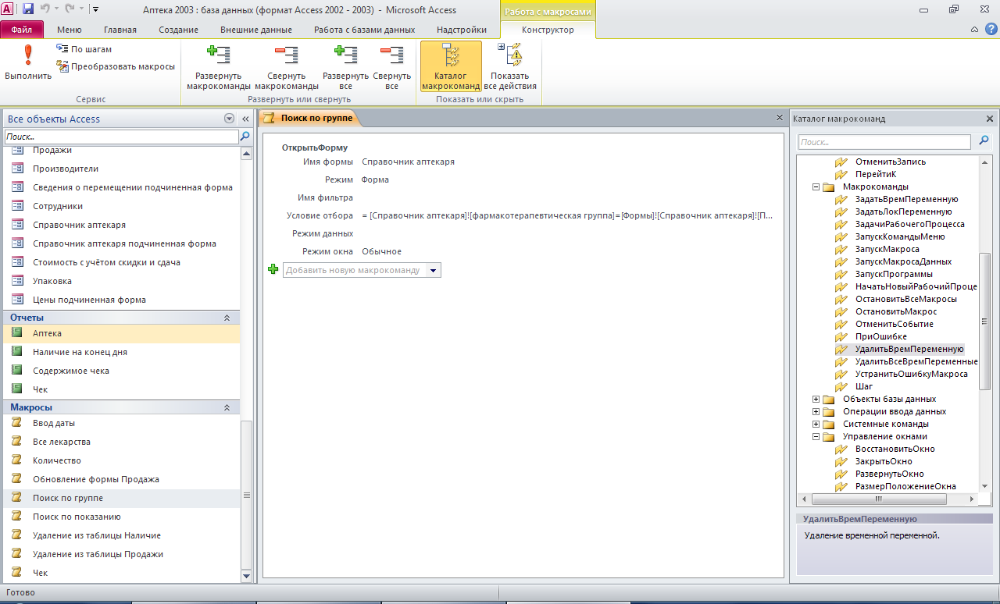 Аптека 2003 : база данных (формат Access 2002 - 2003) - Microsoft Access
Работа с макросами
Файл Меню Главная Создание Внешние данные Работа с базами данных Надстройки Конструктор
Выполнить
По шагам
Преобразовать макросы
Развернуть макрокоманды
Свернуть макрокоманды
Развернуть все
Свернуть все
Каталог макрокоманд
Показать все действия
Сервис
Развернуть или свернуть
Показать или скрыть
Все объекты Access
Поиск...
Продажи
Производители
Сведения о перемещении подчиненная форма
Сотрудники
Справочник аптекаря
Справочник аптекаря подчиненная форма
Стоимость с учётом скидки и сдача
Упаковка
Цены подчиненная форма
Отчеты
Аптека
Наличие на конец дня
Содержимое чека
Чек
Макросы
Ввод даты
Все лекарства
Количество
Обновление формы Продажа
Поиск по группе
Поиск по показанию
Удаление из таблицы Наличие
Удаление из таблицы Продажи
Чек
Поиск по группе
ОткрытьФорму
Имя формы Справочник аптекаря
Режим Форма
Имя фильтра
Условие отбора = [Справочник аптекаря]![фармакотерапевтическая группа]=[Формы]![Справочник аптекаря]![П...
Режим данных
Режим окна Обычное
Добавить новую макрокоманду
Каталог макрокоманд
Поиск...
ОтменитьЗапись
ПерейтиК
Макрокоманды
ЗадатьВремПеременную
ЗадатьЛокПеременную
ЗадачиРабочегоПроцесса
ЗапускКомандыМеню
ЗапускМакроса
ЗапускМакросаДанных
ЗапускПрограммы
НачатьНовыйРабочийПроце
ОстановитьВсеМакросы
ОстановитьМакрос
ОтменитьСобытие
ПриОшибке
УдалитьВремПеременную
УдалитьВсеВремПеременные
УстранитьОшибкуМакроса
Шаг
Объекты базы данных
Операции ввода данных
Системные команды
Управление окнами
ВосстановитьОкно
ЗакрытьОкно
РазвернутьОкно
РазмерПоложениеОкна
УдалитьВремПеременную
Удаление временной переменной.
Готово